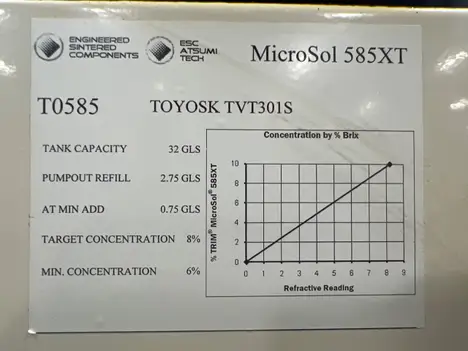 ENGINEERED
SINTERED
COMPONENTS
ESC
ATSUMI
TECH
MicroSol 585XT
T0585
TOYOSK TVT301S
TANK CAPACITY 32 GLS
PUMPOUT REFILL 2.75 GLS
AT MIN ADD 0.75 GLS
TARGET CONCENTRATION 8%
MIN. CONCENTRATION 6%
Concentration by % Brix
% TRIM® MicroSol® 585XT
10
8
6
4
2
0
0 1 2 3 4 5 6 7 8 9
Refractive Reading